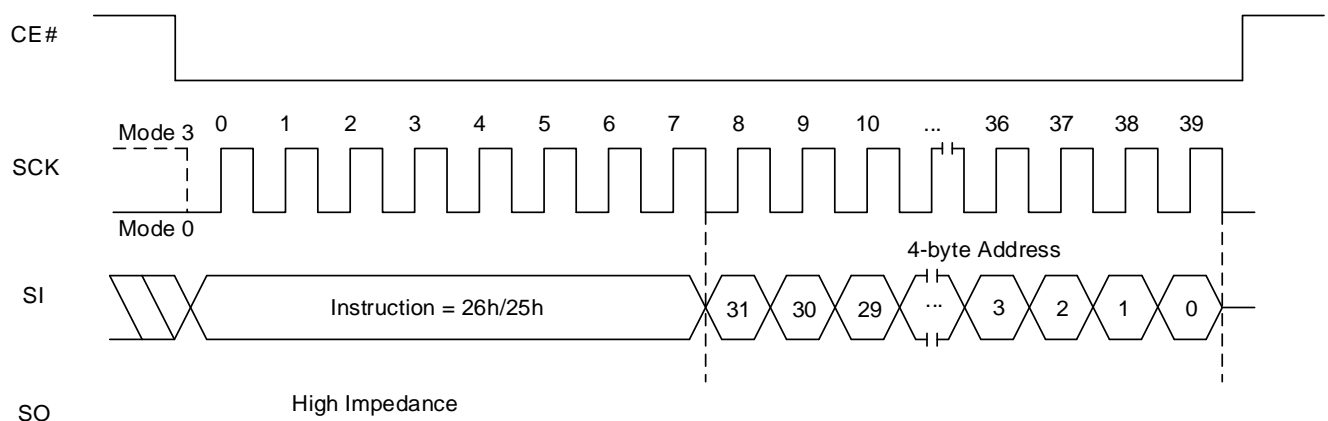 CE#
Mode 3 0 1 2 3 4 5 6 7 8 9 10 ... 36 37 38 39
SCK
Mode 0
4-byte Address
SI Instruction = 26h/25h 31 30 29 ... 3 2 1 0
High Impedance
SO